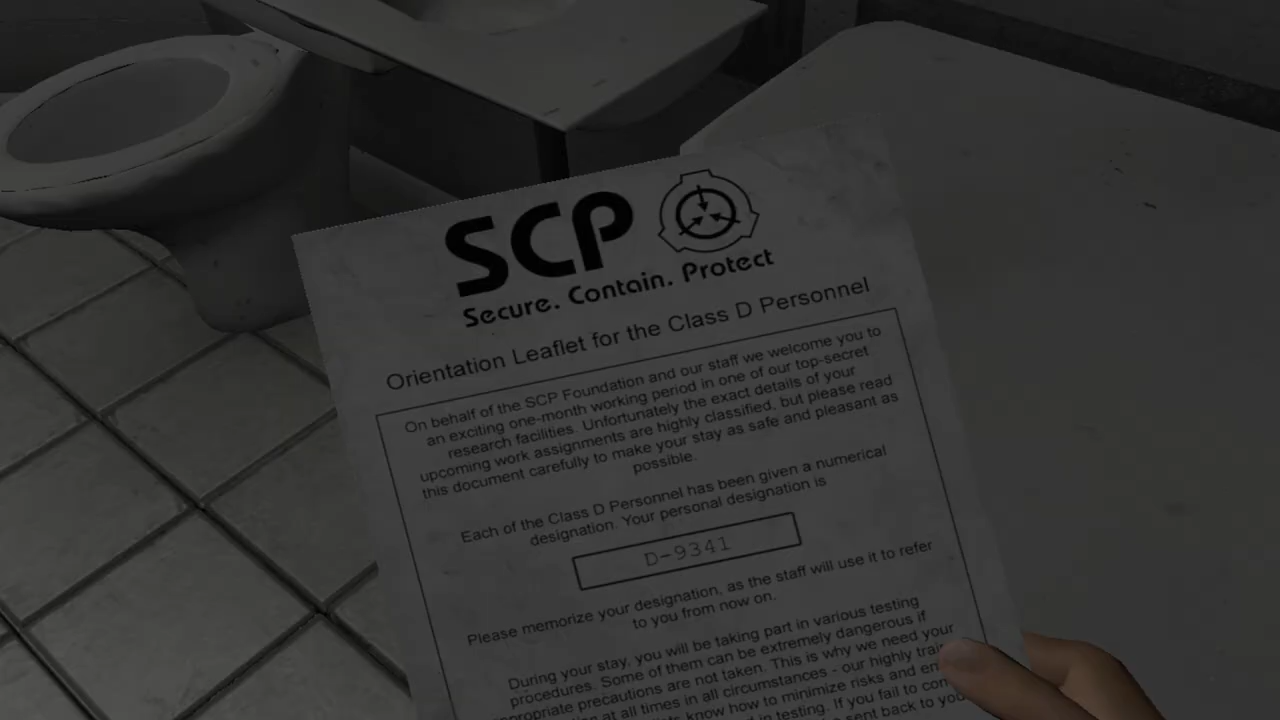 SCP
Secure. Contain. Protect
Orientation Leaflet for the Class D Personnel
On behalf of the SCP Foundation and our staff we welcome you to
an exciting one-month working period in one of our top-secret
research facilities. Unfortunately the exact details of your
upcoming work assignments are highly classified, but please read
this document carefully to make your stay as safe and pleasant as
possible.
Each of the Class D Personnel has been given a numerical
designation. Your personal designation is
D-9341
Please memorize your designation, as the staff will use it to refer
to you from now on.
During your stay, you will be taking part in various testing
procedures. Some of them can be extremely dangerous if
appropriate precautions are not taken. This is why we need your
at all times in all circumstances - our highly
know how to minimize risks and
in testing. If you fail to
sent back to you